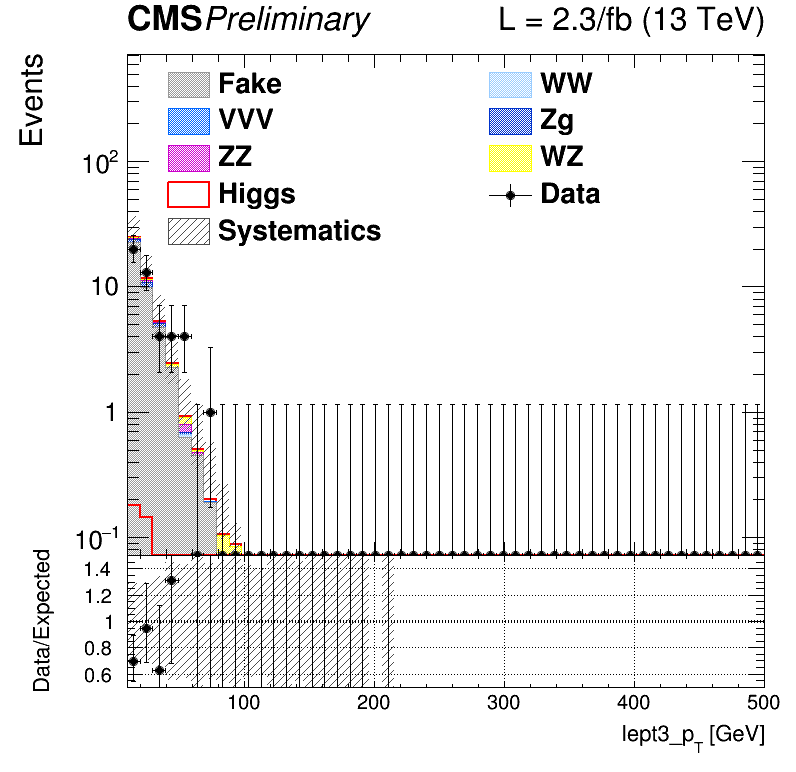 CMS Preliminary L = 2.3/fb (13 TeV)
Events
Fake WW
VVV Zg
ZZ WZ
Higgs Data
Systematics
10²
10
1
10⁻¹
Data/Expected
1.4
1.2
1
0.8
0.6
100 200 300 400 500
lept3_p_T [GeV]